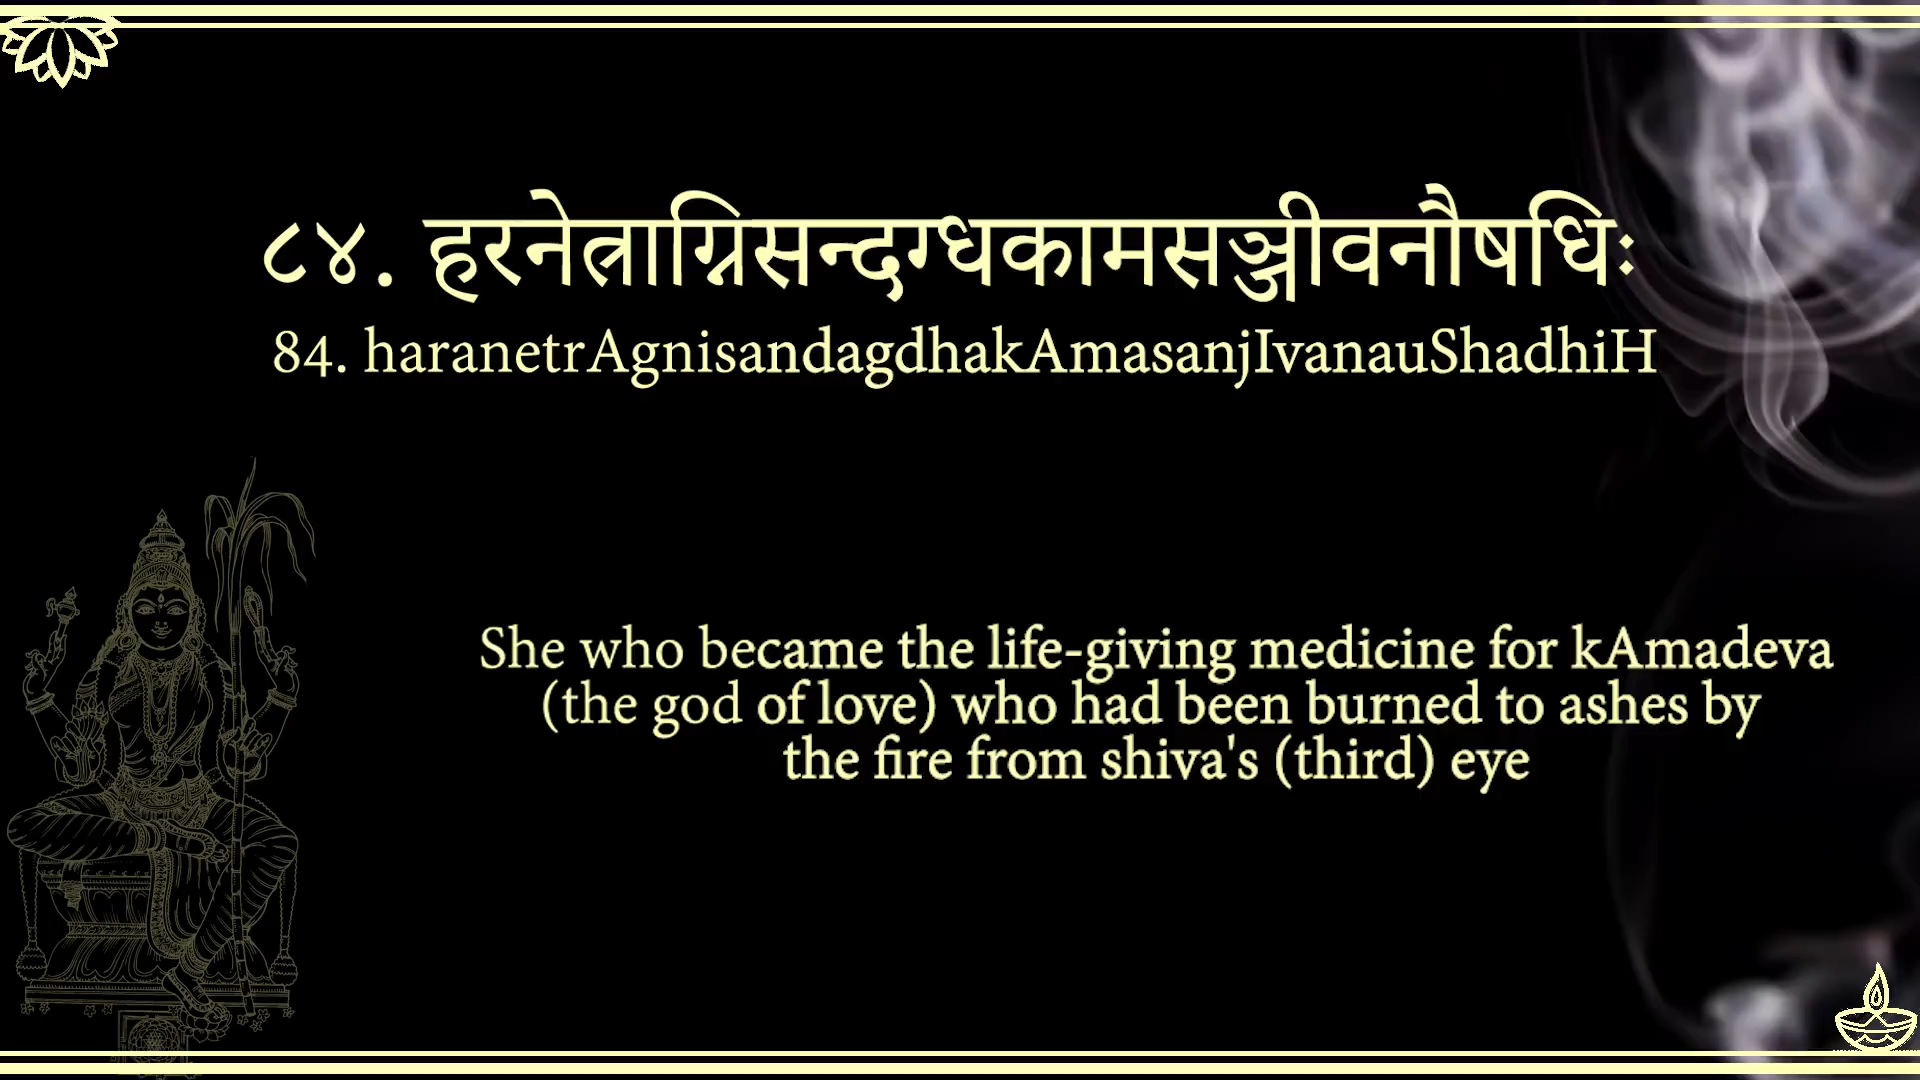 ८४. हरनेत्राग्निसन्दग्धकामसञ्जीवनौषधिः
84. haranetrAgnisandagdhakAmasanjIvanauShadhiH
She who became the life-giving medicine for kAmadeva
(the god of love) who had been burned to ashes by
the fire from shiva's (third) eye